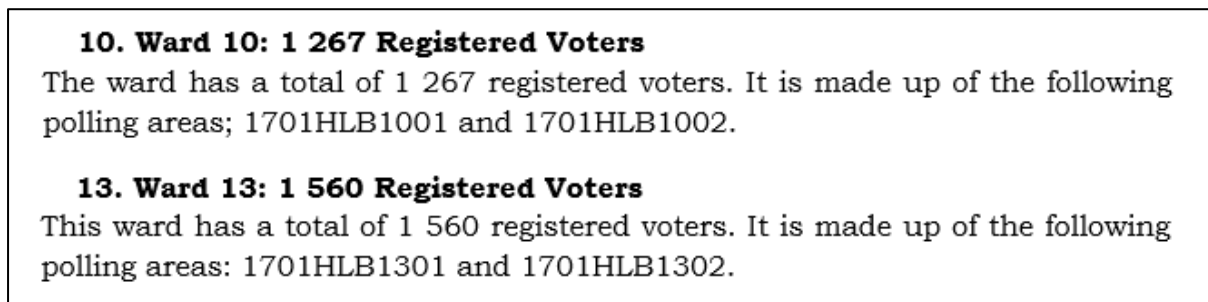 10. Ward 10: 1 267 Registered Voters
The ward has a total of 1 267 registered voters. It is made up of the following
polling areas; 1701HLB1001 and 1701HLB1002.
13. Ward 13: 1 560 Registered Voters
This ward has a total of 1 560 registered voters. It is made up of the following
polling areas: 1701HLB1301 and 1701HLB1302.